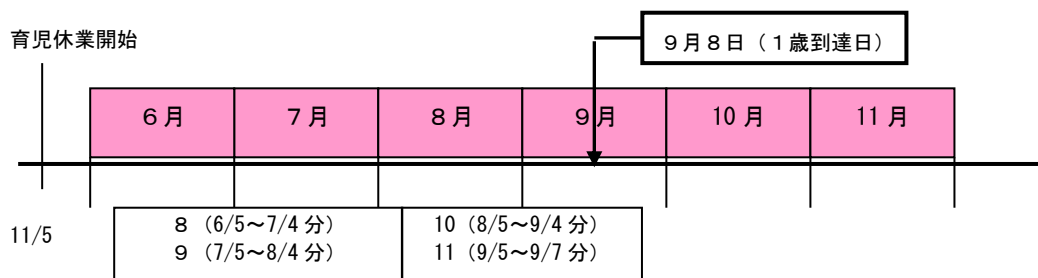 育児休業開始
９月８日（１歳到達日）
６月
７月
８月
９月
10月
11月
11/5
８（6/5～7/4 分）
９（7/5～8/4 分）
10（8/5～9/4 分）
11（9/5～9/7 分）